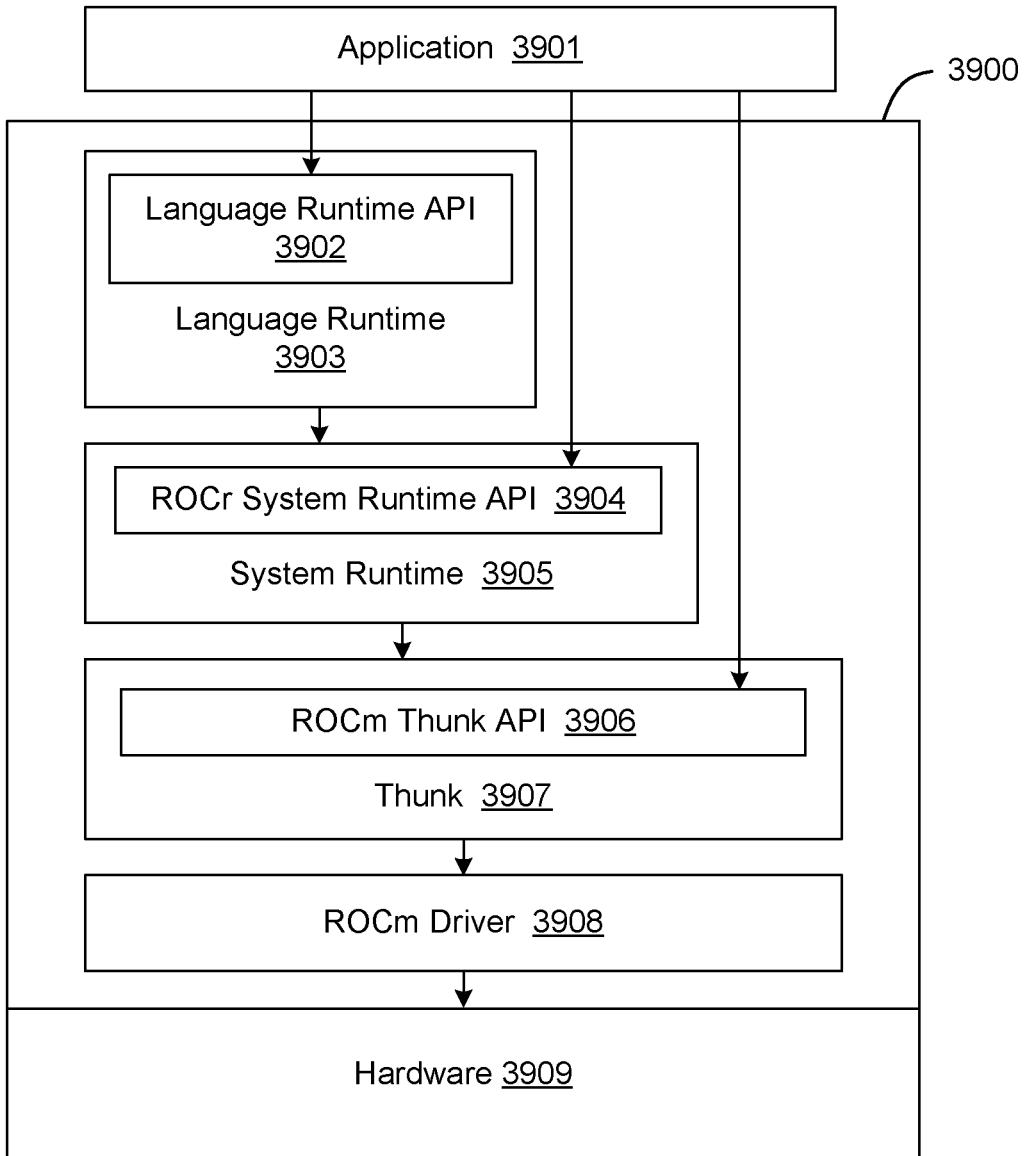 Application 3901
3900
Language Runtime API
3902
Language Runtime
3903
ROCr System Runtime API 3904
System Runtime 3905
ROCm Thunk API 3906
Thunk 3907
ROCm Driver 3908
Hardware 3909